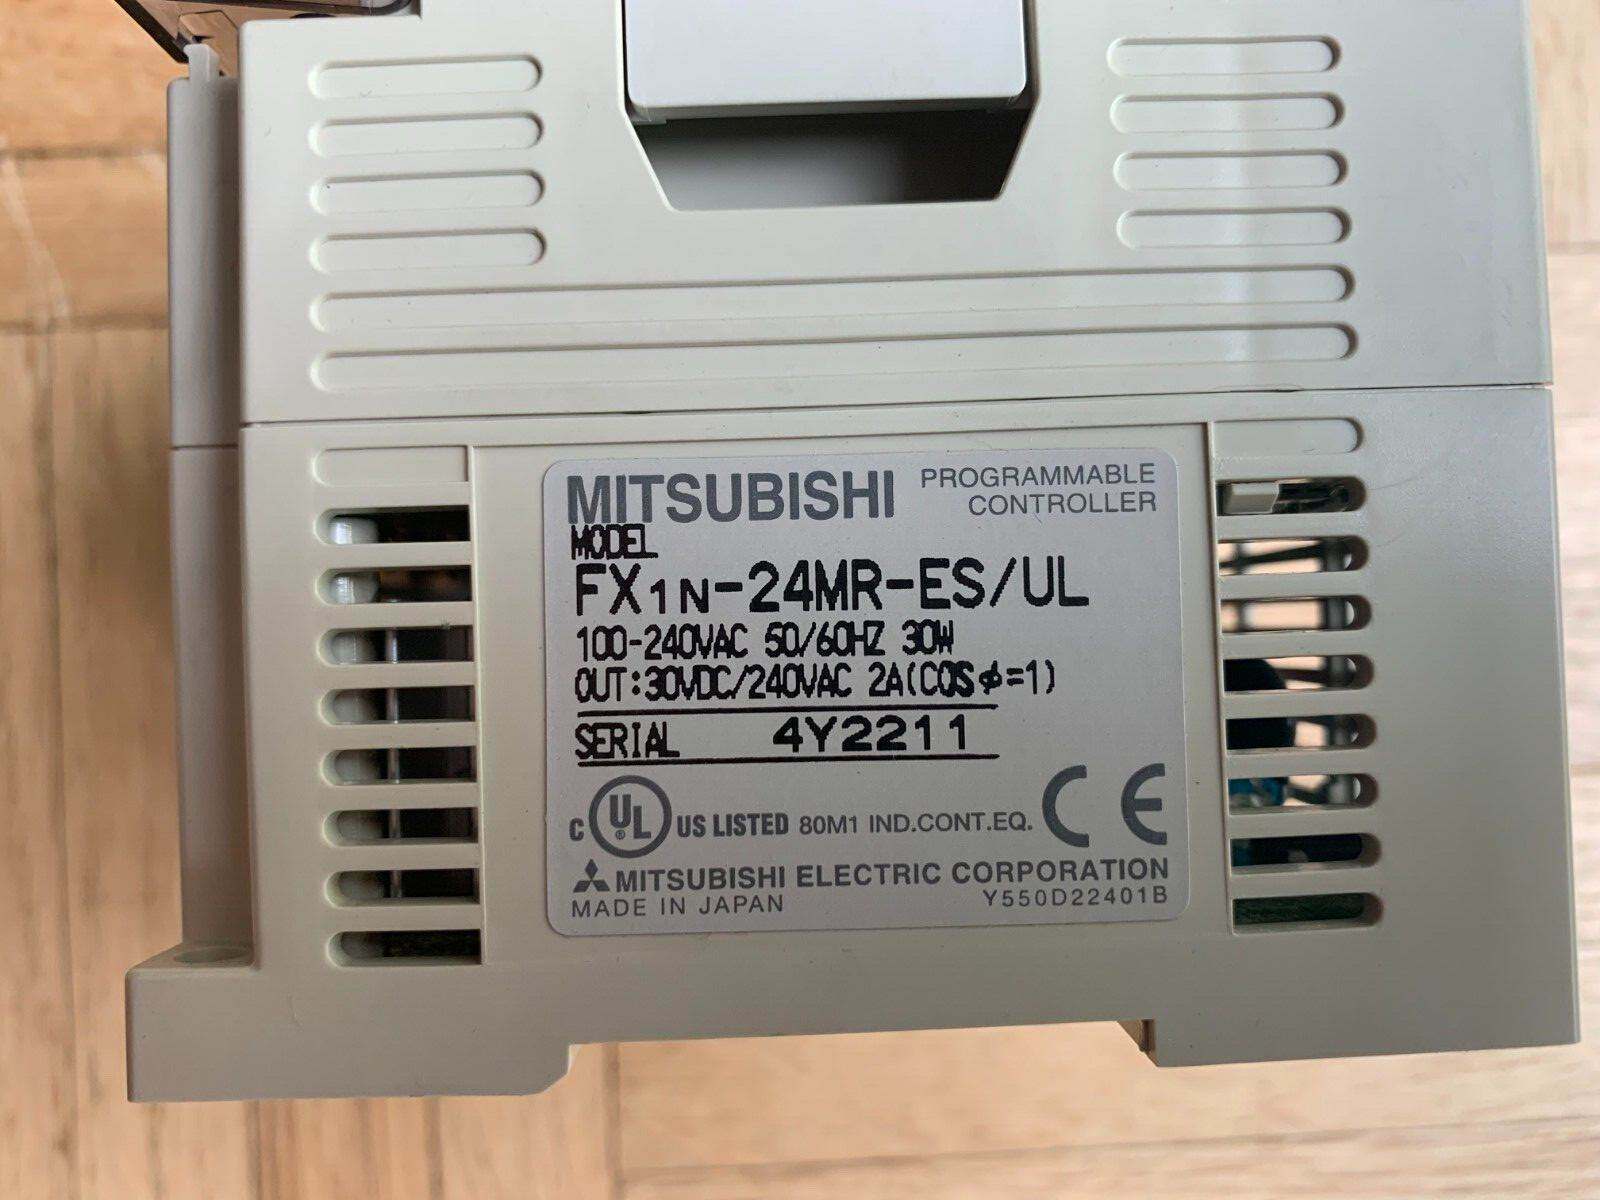 MITSUBISHI PROGRAMMABLE CONTROLLER
MODEL
FX1N-24MR-ES/UL
100-240VAC 50/60HZ 30W
OUT:30VDC/240VAC 2A(COSϕ=1)
SERIAL 4Y2211
C UL ® US LISTED 80M1 IND.CONT.EQ. CE
MITSUBISHI ELECTRIC CORPORATION
MADE IN JAPAN Y550D22401B